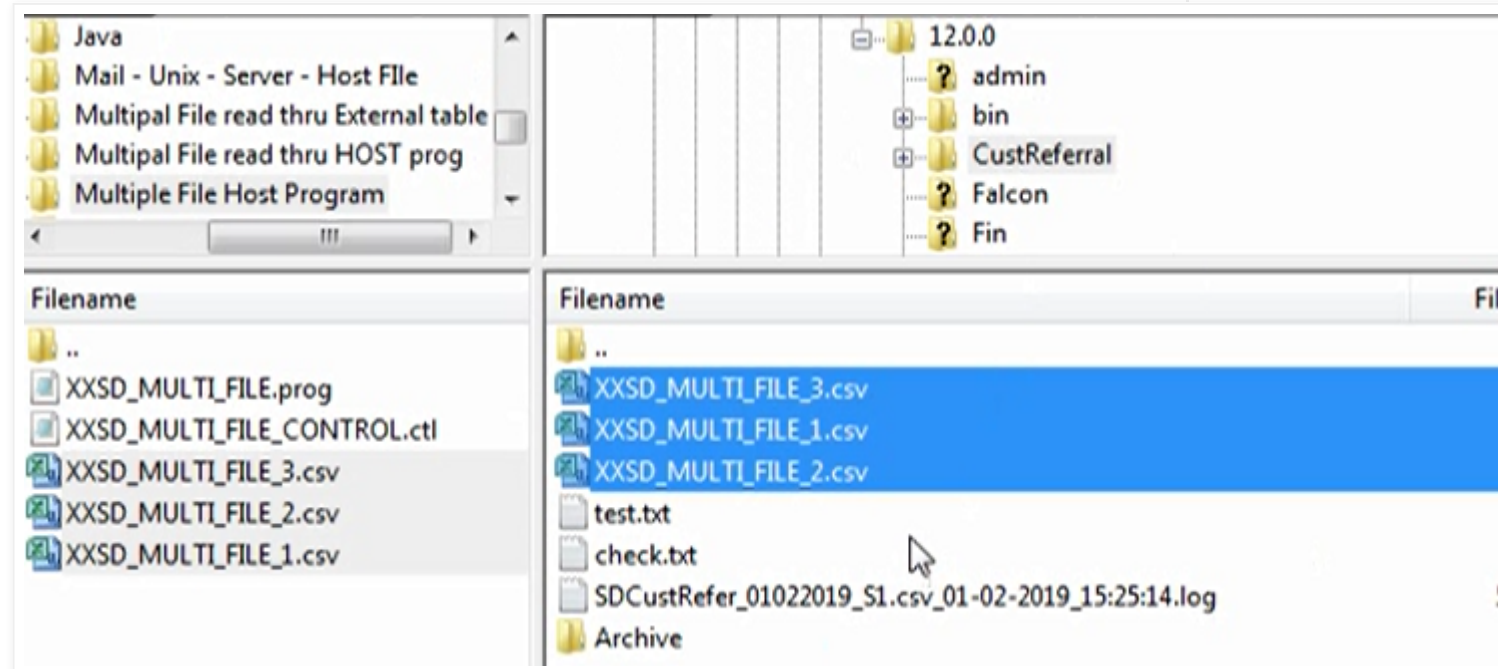 Java
Mail - Unix - Server - Host FIle
Multipal File read thru External table
Multipal File read thru HOST prog
Multiple File Host Program
12.0.0
admin
bin
CustReferral
Falcon
Fin
Filename
..
XXSD_MULTI_FILE.prog
XXSD_MULTI_FILE_CONTROL.ctl
XXSD_MULTI_FILE_3.csv
XXSD_MULTI_FILE_2.csv
XXSD_MULTI_FILE_1.csv
Filename
Fil
..
XXSD_MULTI_FILE_3.csv
XXSD_MULTI_FILE_1.csv
XXSD_MULTI_FILE_2.csv
test.txt
check.txt
SDCustRefer_01022019_S1.csv_01-02-2019_15:25:14.log
Archive